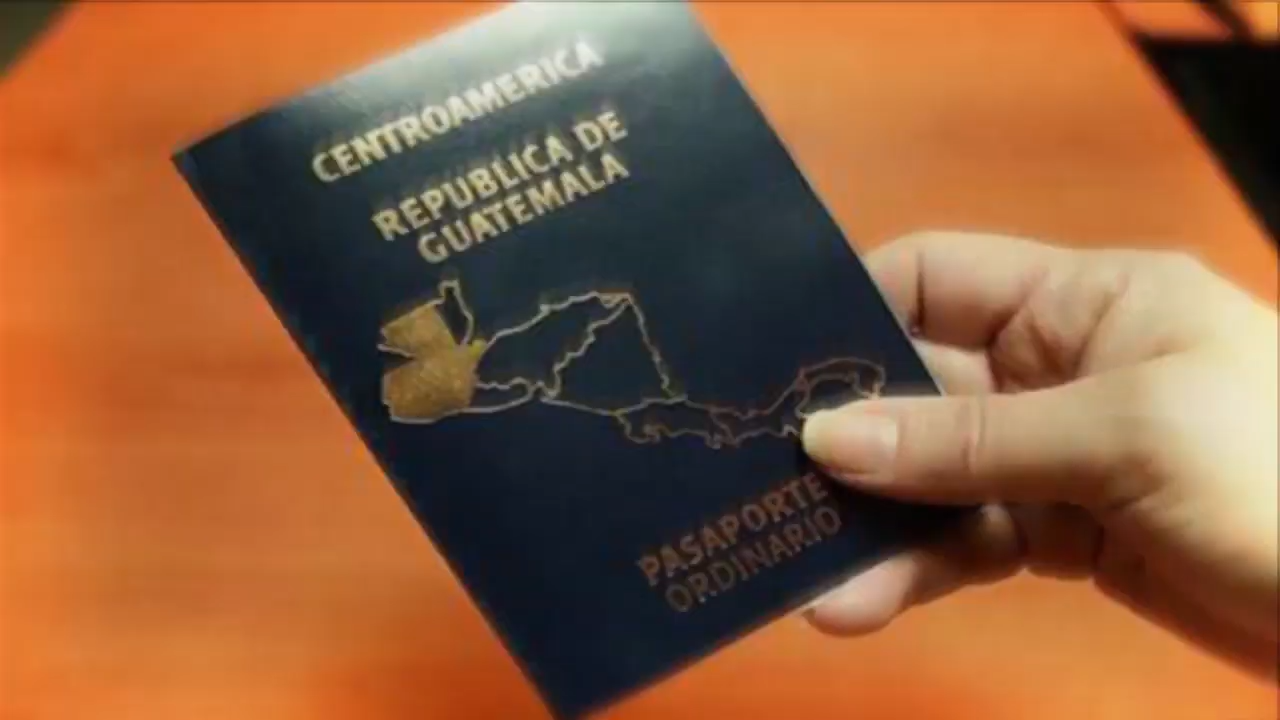 CENTROAMERICA
REPUBLICA DE
GUATEMALA
PASAPORTE
ORDINARIO